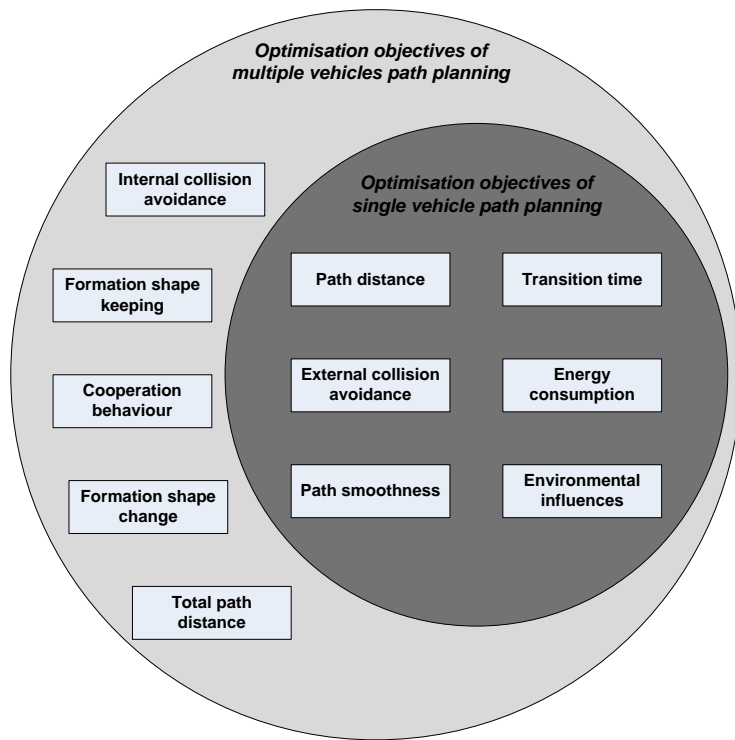 Optimisation objectives of
multiple vehicles path planning
Optimisation objectives of
single vehicle path planning
Internal collision
avoidance
Formation shape
keeping
Cooperation
behaviour
Formation shape
change
Total path
distance
Path distance
Transition time
External collision
avoidance
Energy
consumption
Path smoothness
Environmental
influences